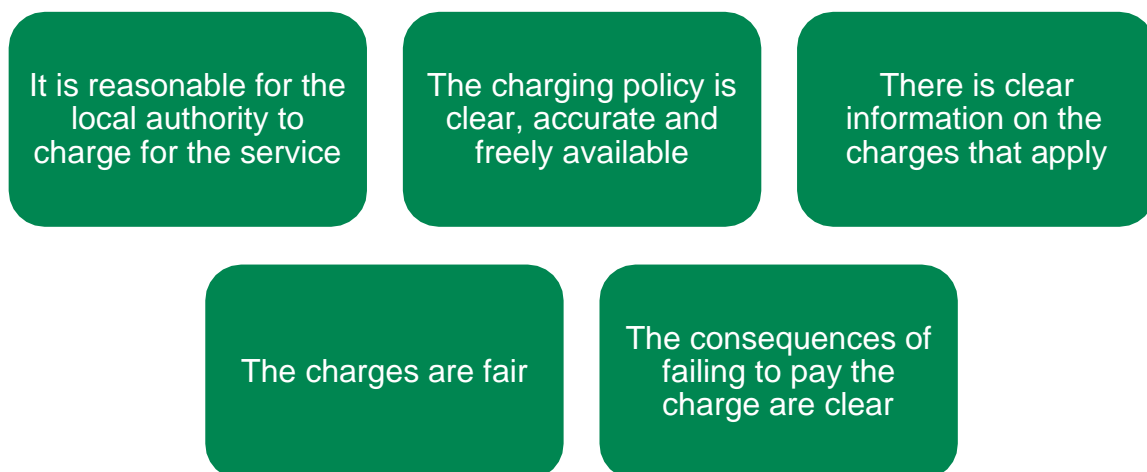 It is reasonable for the
local authority to
charge for the service
The charging policy is
clear, accurate and
freely available
There is clear
information on the
charges that apply
The charges are fair
The consequences of
failing to pay the
charge are clear